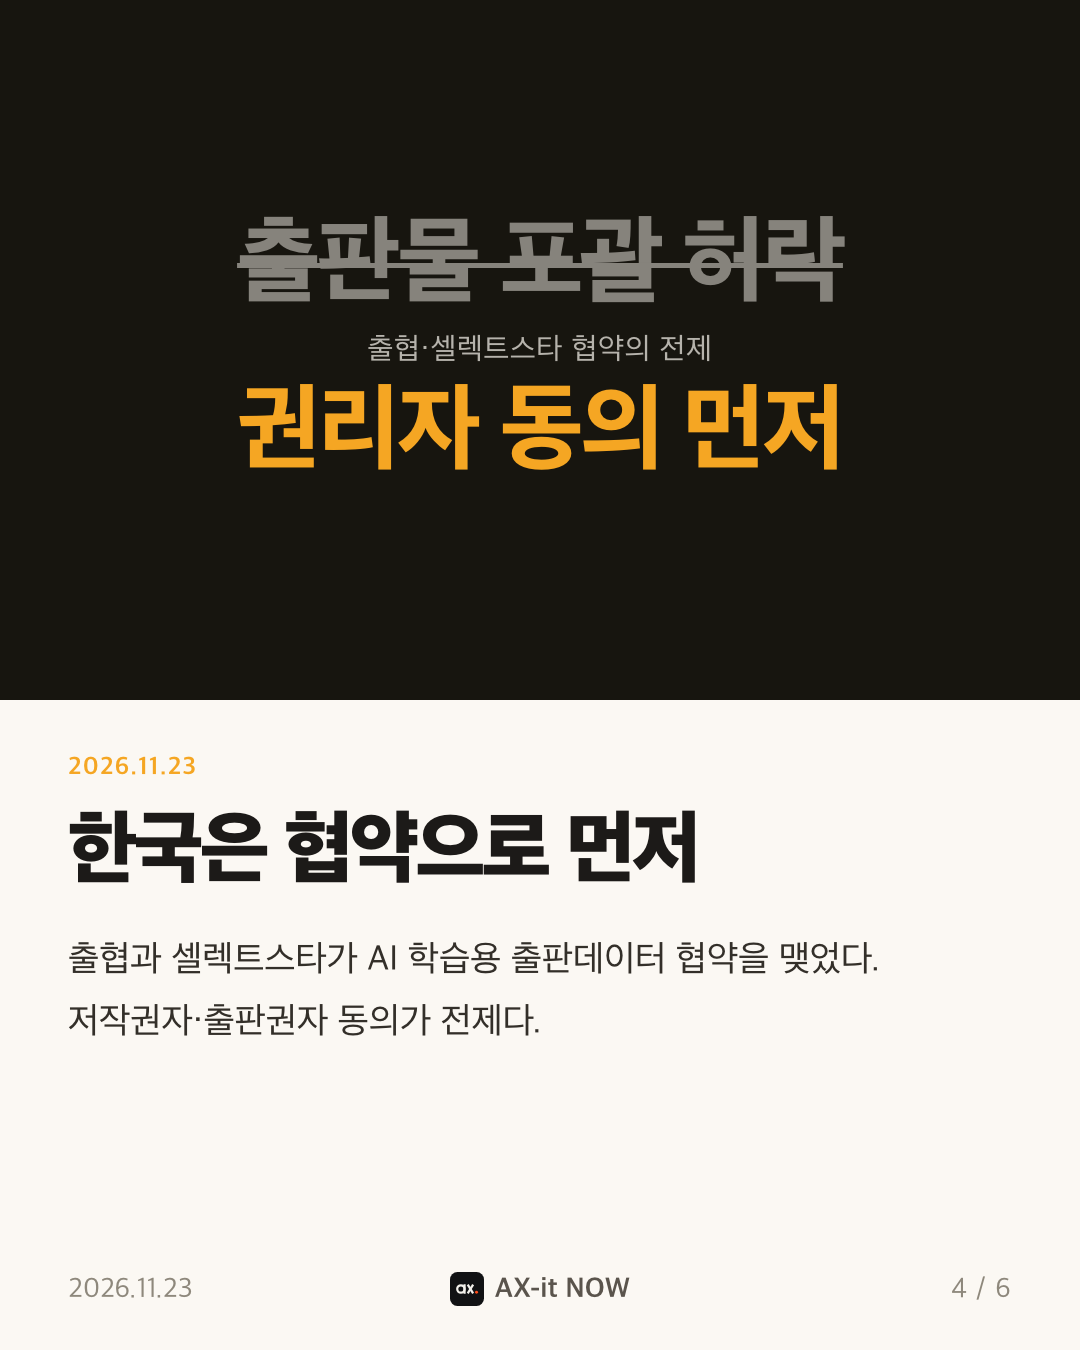 출판물 포괄 허락
출협·셀렉트스타 협약의 전제
권리자 동의 먼저
2026.11.23
한국은 협약으로 먼저
출협과 셀렉트스타가 AI 학습용 출판데이터 협약을 맺었다.
저작권자·출판권자 동의가 전제다.
2026.11.23
ax. AX-it NOW
4 / 6